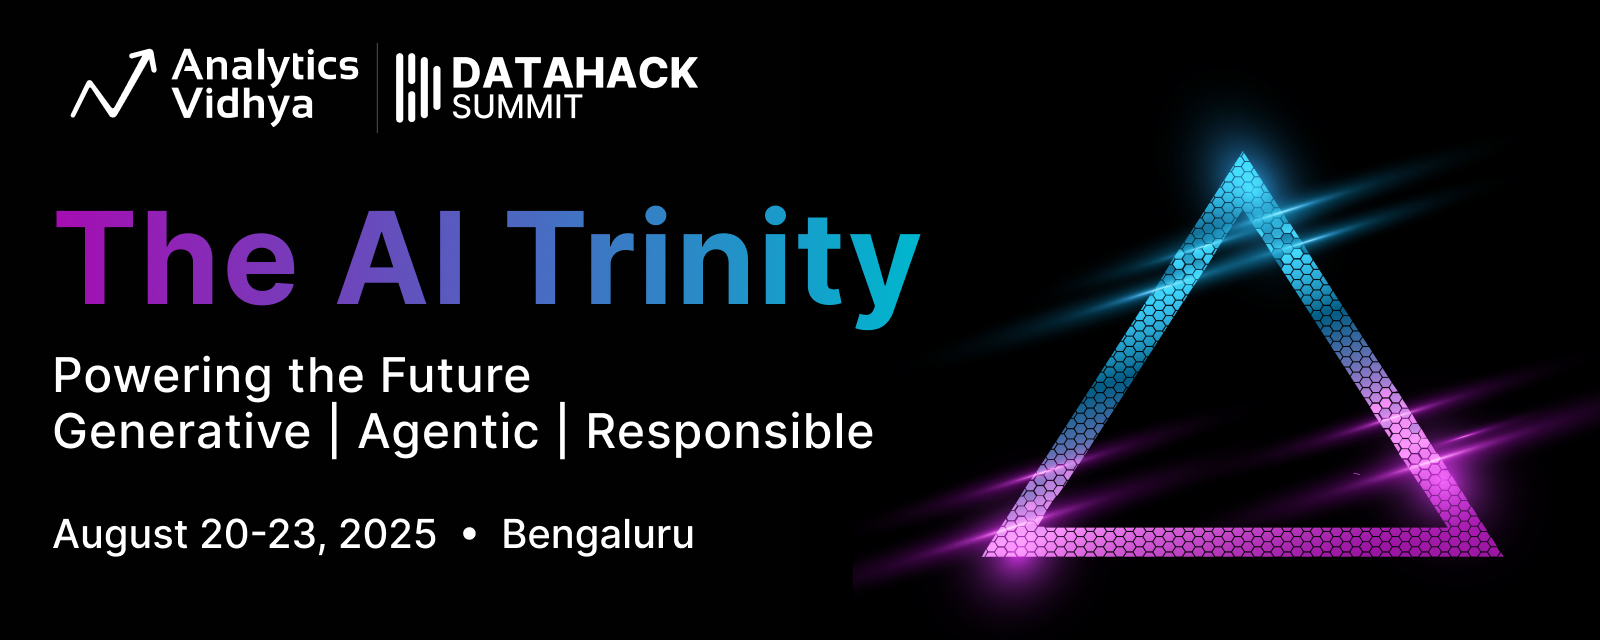 Analytics
Vidhya
DATAHACK
SUMMIT
The AI Trinity
Powering the Future
Generative | Agentic | Responsible
August 20-23, 2025 • Bengaluru